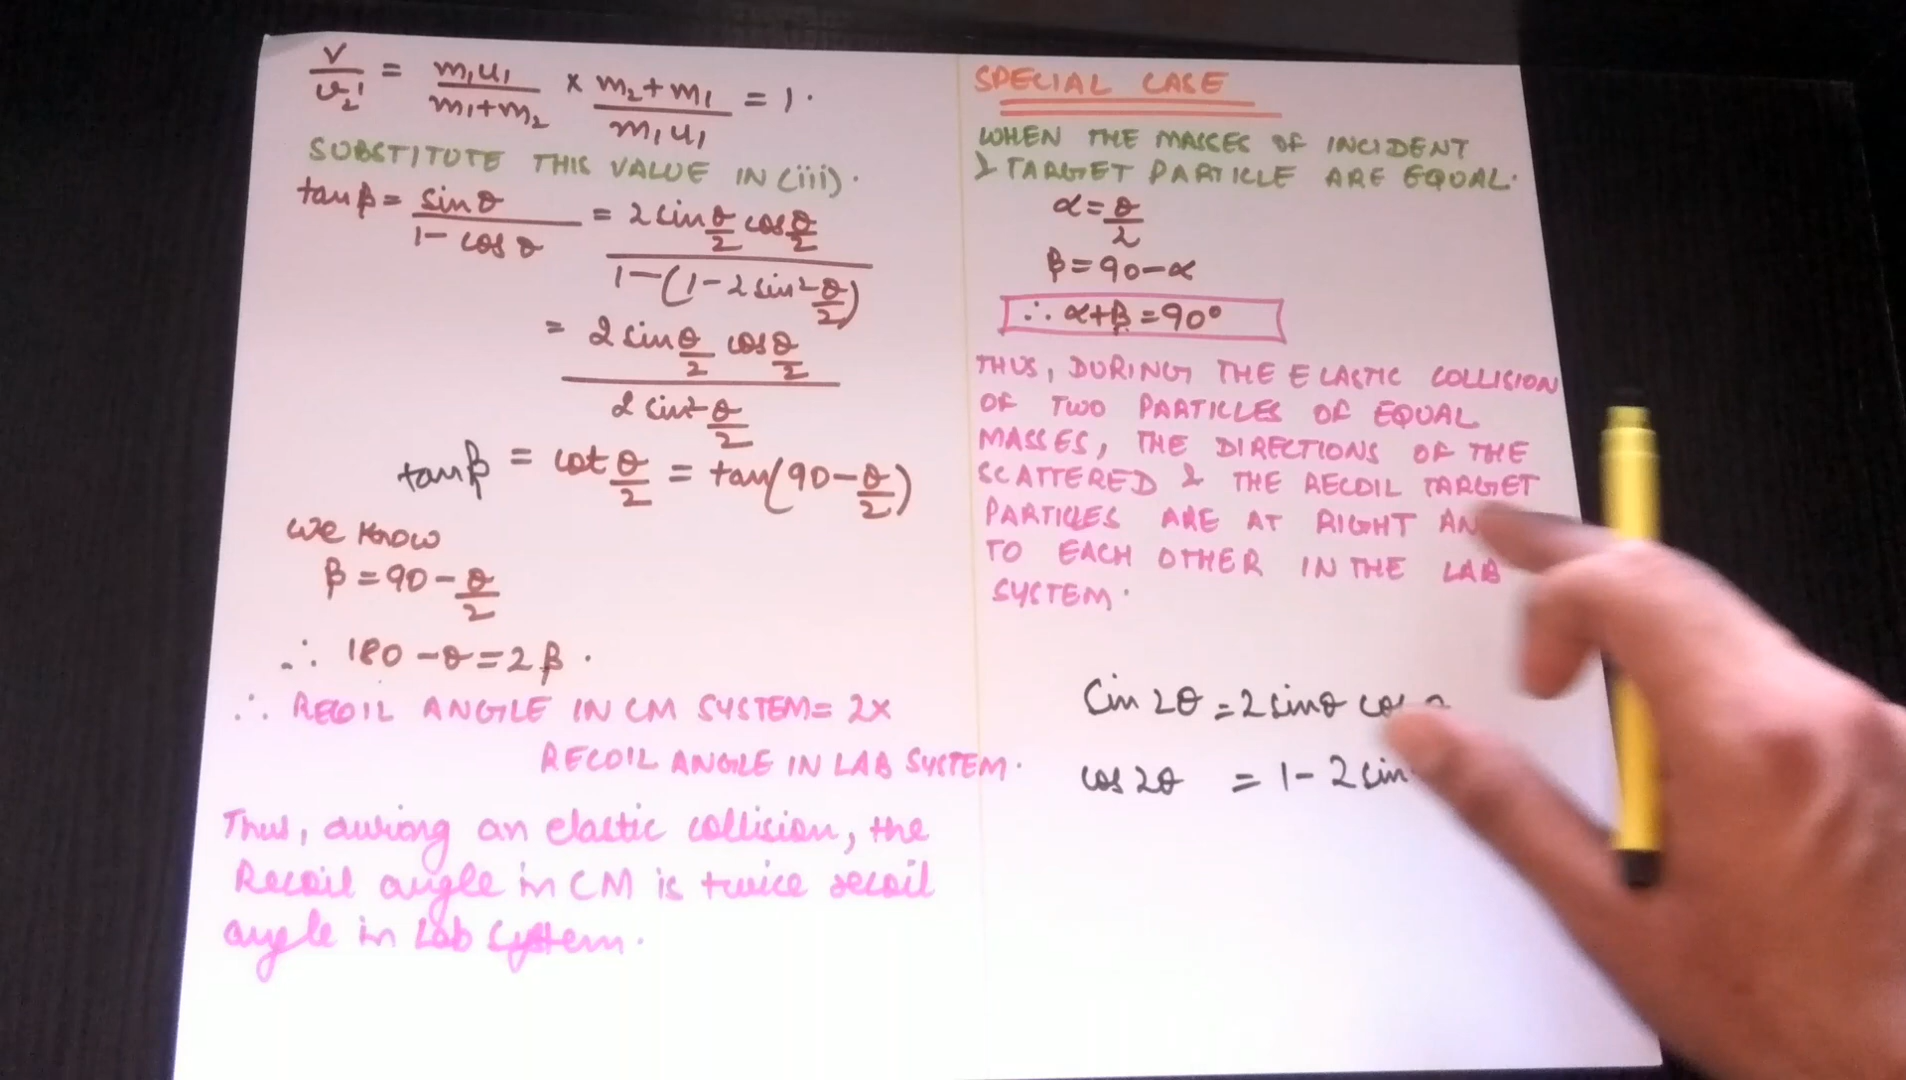 V/v₂' = m₁u₁/m₁+m₂ × m₂+m₁/m₁u₁ = 1.
SUBSTITUTE THIS VALUE IN (iii).
tanβ = sinθ/1-cosθ = 2 sin θ/2 cos θ/2 / 1-(1-2 sin² θ/2)
= 2 sin θ/2 cos θ/2 / 2 sin² θ/2
tanβ = cot θ/2 = tan(90-θ/2)
We know
β = 90 - θ/2
∴ 180 - θ = 2β.
∴ RECOIL ANGLE IN CM SYSTEM = 2×
RECOIL ANGLE IN LAB SYSTEM.
Thus, during an elastic collision, the
Recoil angle in CM is twice recoil
angle in Lab System.
SPECIAL CASE
WHEN THE MASSES OF INCIDENT
& TARGET PARTICLE ARE EQUAL.
α = θ/2
β = 90-α
∴ α+β = 90°
THUS, DURING THE ELASTIC COLLISION
OF TWO PARTICLES OF EQUAL
MASSES, THE DIRECTIONS OF THE
SCATTERED & THE RECOIL TARGET
PARTICLES ARE AT RIGHT AN
TO EACH OTHER IN THE LAB
SYSTEM.
Sin 2θ = 2 sinθ cos
cos 2θ = 1 - 2 sin